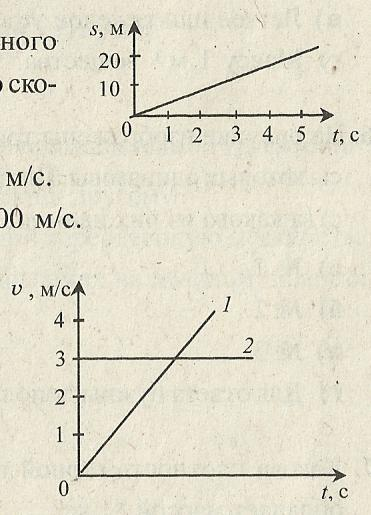 ного
s, м
20
ско-
10
0 1 2 3 4 5 t, с
м/с.
00 м/с.
v, м/с
1
4
3
2
2
1
0
t, с